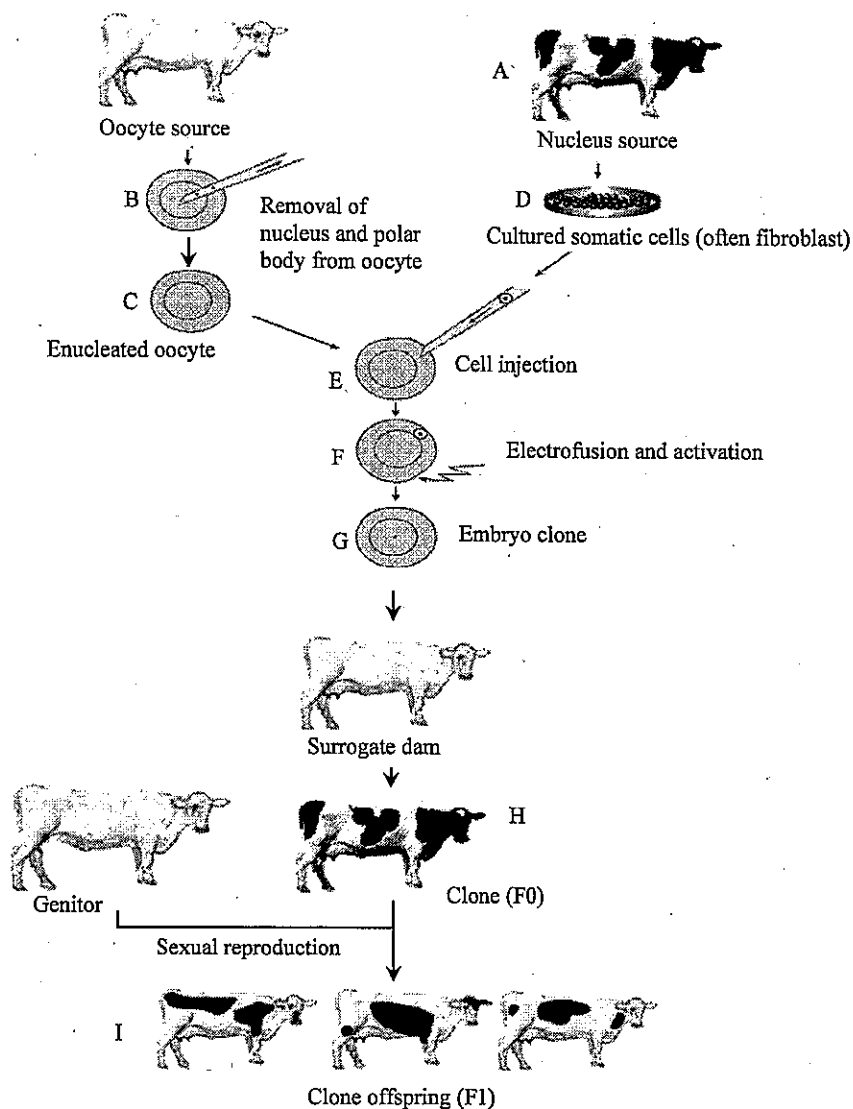 A
Oocyte source
Nucleus source
B
Removal of
nucleus and polar
body from oocyte
D
Cultured somatic cells (often fibroblast)
C
Enucleated oocyte
E
Cell injection
F
Electrofusion and activation
G
Embryo clone
Surrogate dam
H
Genitor
Clone (F0)
Sexual reproduction
I
Clone offspring (F1)